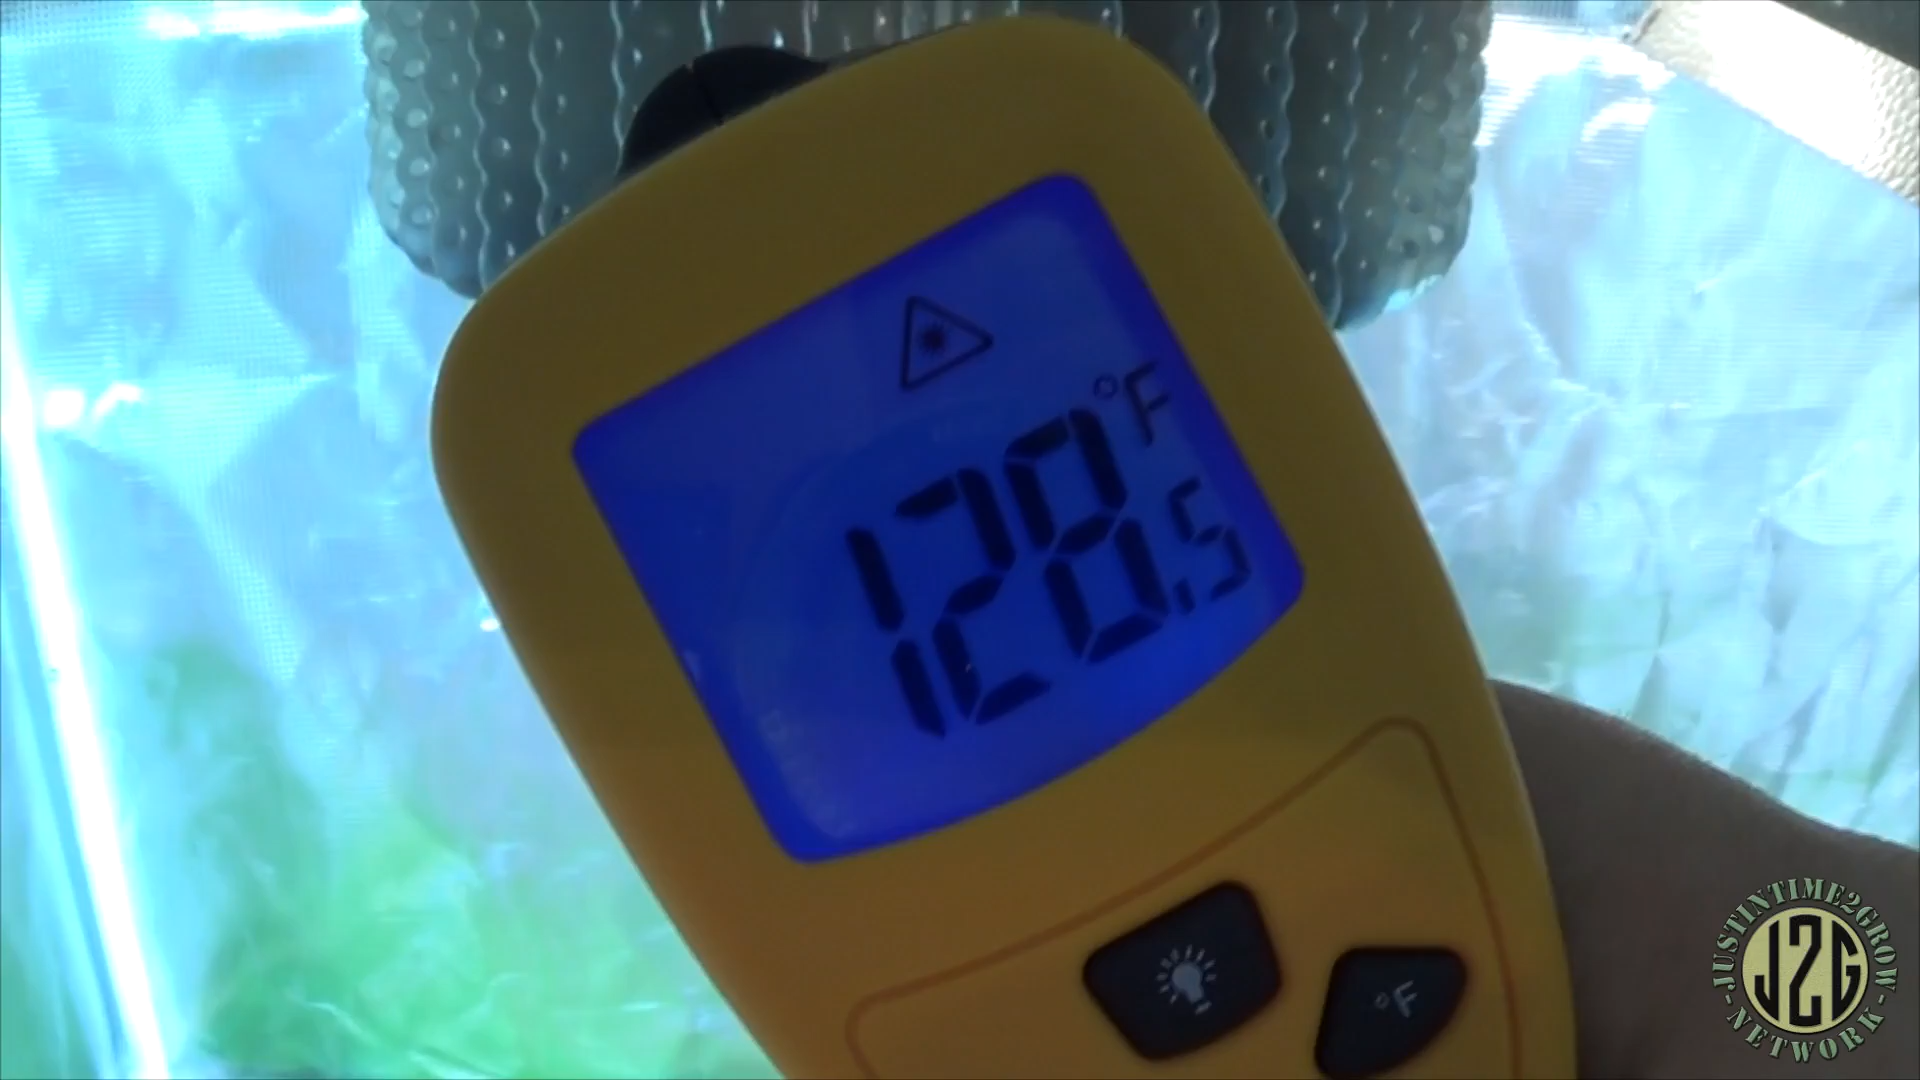 °F
128.5
°F
JUSTINTIME2GROW
J2G
-NETWORK-